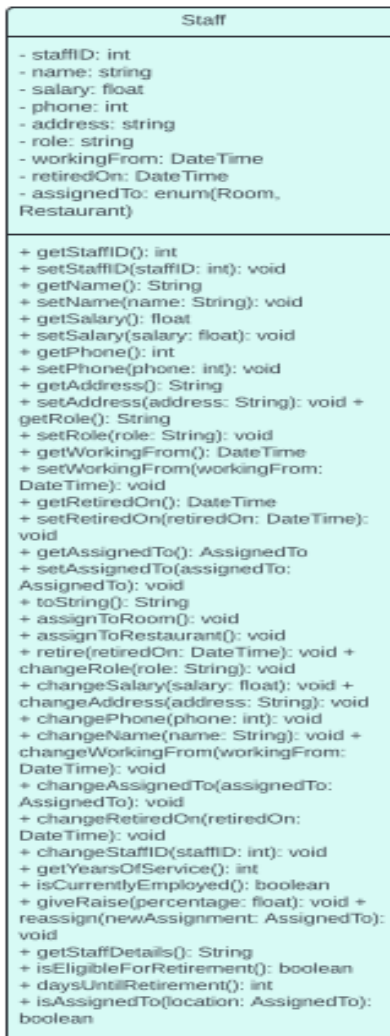 Staff
- staffID: int
- name: string
- salary: float
- phone: int
- address: string
- role: string
- workingFrom: DateTime
- retiredOn: DateTime
- assignedTo: enum(Room,
Restaurant)
+ getStaffID(): int
+ setStaffID(staffID: int): void
+ getName(): String
+ setName(name: String): void
+ getSalary(): float
+ setSalary(salary: float): void
+ getPhone(): int
+ setPhone(phone: int): void
+ getAddress(): String
+ setAddress(address: String): void +
getRole(): String
+ setRole(role: String): void
+ getWorkingFrom(): DateTime
+ setWorkingFrom(workingFrom:
DateTime): void
+ getRetiredOn(): DateTime
+ setRetiredOn(retiredOn: DateTime):
void
+ getAssignedTo(): AssignedTo
+ setAssignedTo(assignedTo:
AssignedTo): void
+ toString(): String
+ assignToRoom(): void
+ assignToRestaurant(): void
+ retire(retiredOn: DateTime): void +
changeRole(role: String): void
+ changeSalary(salary: float): void +
changeAddress(address: String): void
+ changePhone(phone: int): void
+ changeName(name: String): void +
changeWorkingFrom(workingFrom:
DateTime): void
+ changeAssignedTo(assignedTo:
AssignedTo): void
+ changeRetiredOn(retiredOn:
DateTime): void
+ changeStaffID(staffID: int): void
+ getYearsOfService(): int
+ isCurrentlyEmployed(): boolean
+ giveRaise(percentage: float): void +
reassign(newAssignment: AssignedTo):
void
+ getStaffDetails(): String
+ isEligibleForRetirement(): boolean
+ daysUntilRetirement(): int
+ isAssignedTo(location: AssignedTo):
boolean